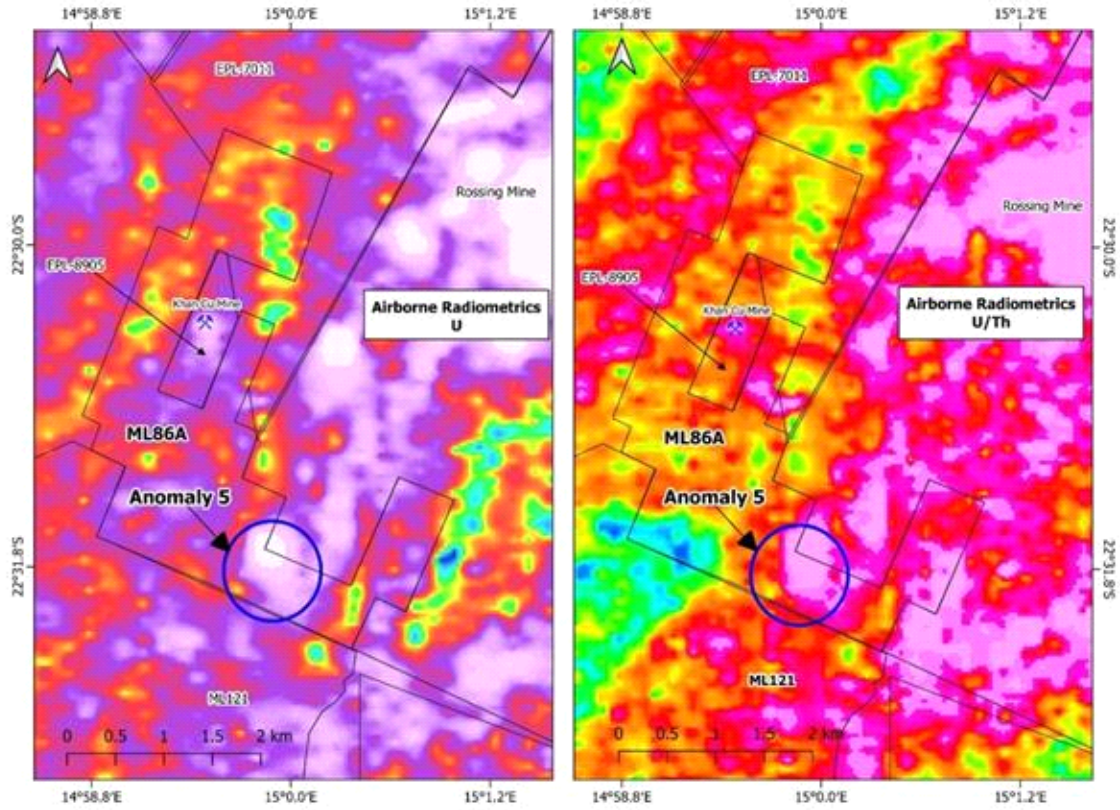 14°58.8'E 15°0.0'E 15°1.2'E
EPL-7011
Rossing Mine
22°30.0'S
EPL-8905
Khan Cu Mine
Airborne Radiometrics
U
ML86A
Anomaly 5
22°31.8'S
ML121
0 0.5 1 1.5 2 km
14°58.8'E 15°0.0'E 15°1.2'E
14°58.8'E 15°0.0'E 15°1.2'E
EPL-7011
Rossing Mine
22°30.0'S
EPL-8905
Khan Cu Mine
Airborne Radiometrics
U/Th
ML86A
Anomaly 5
22°31.8'S
ML121
0 0.5 1 1.5 2 km
14°58.8'E 15°0.0'E 15°1.2'E